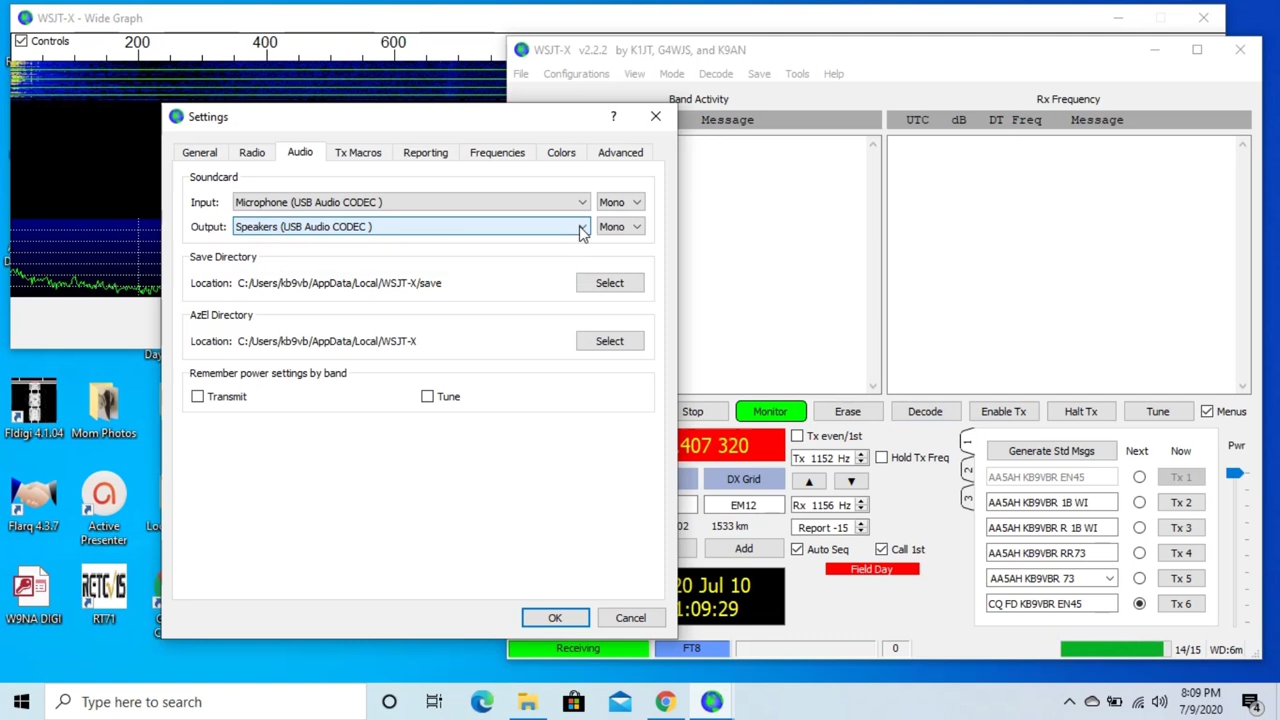 WSJT-X - Wide Graph
Controls
200
400
600
WSJT-X v2.2.2 by K1JT, G4WJS, and K9AN
File Configurations View Mode Decode Save Tools Help
Band Activity
Rx Frequency
Message
UTC dB DT Freq Message
Settings
?
General Radio Audio Tx Macros Reporting Frequencies Colors Advanced
Soundcard
Input: Microphone (USB Audio CODEC ) Mono
Output: Speakers (USB Audio CODEC ) Mono
Save Directory
Location: C:/Users/kb9vb/AppData/Local/WSJT-X/save Select
AzEl Directory
Location: C:/Users/kb9vb/AppData/Local/WSJT-X Select
Remember power settings by band
Transmit Tune
OK Cancel
Stop Monitor Erase Decode Enable Tx Halt Tx Tune Menus
407 320
Tx even/1st
Tx 1152 Hz
Hold Tx Freq
DX Grid
EM12
Rx 1156 Hz
02 1533 km
Report -15
Add
Auto Seq
Call 1st
Field Day
20 Jul 10
1:09:29
1
2
3
Generate Std Msgs Next Now
Pwr
AA5AH KB9VBR EN45 Tx 1
AA5AH KB9VBR 1B WI Tx 2
AA5AH KB9VBR R 1B WI Tx 3
AA5AH KB9VBR RR73 Tx 4
AA5AH KB9VBR 73 Tx 5
CQ FD KB9VBR EN45 Tx 6
Receiving FT8 0 14/15 WD:6m
Day
Fldigi 4.1.04
Mom Photos
Flarq 4.3.7
Active
Presenter
W9NA DIGI
RETEVIS
RT71
Type here to search
8:09 PM
7/9/2020
4